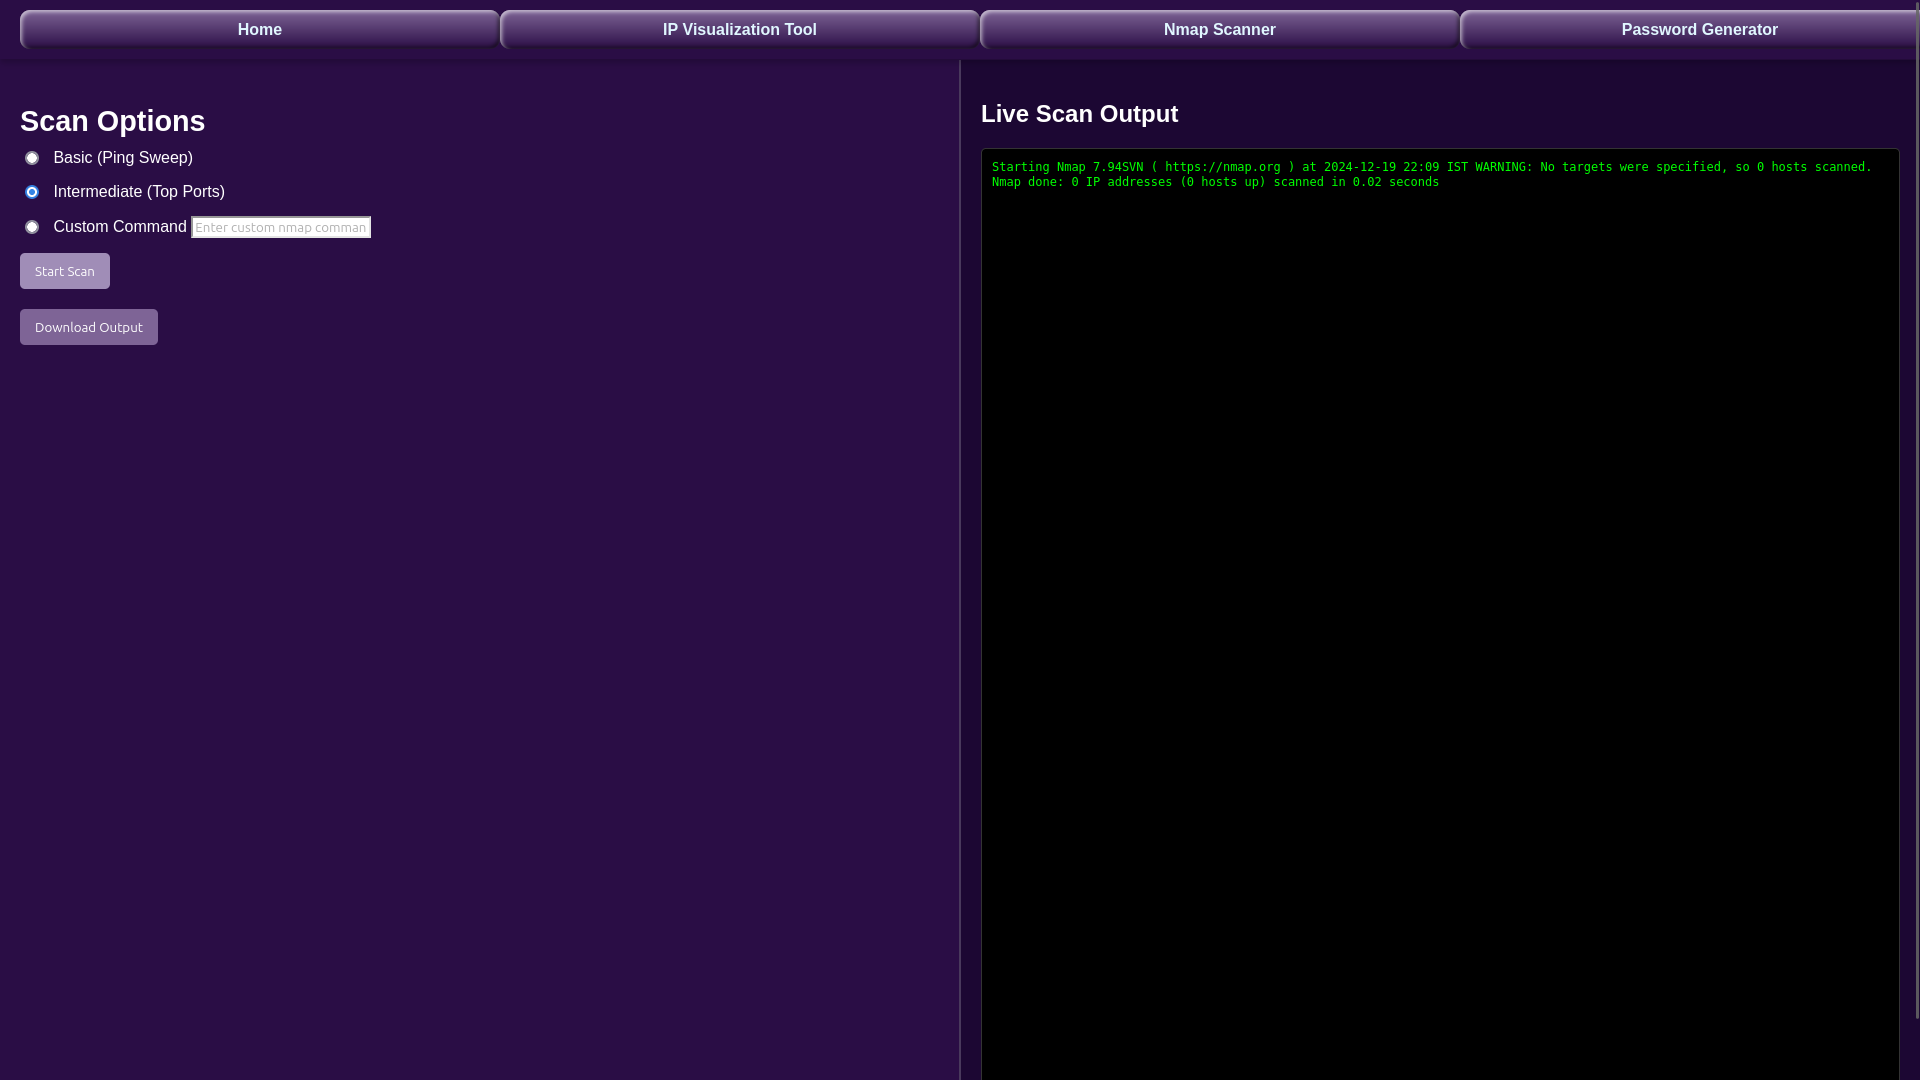 Home
IP Visualization Tool
Nmap Scanner
Password Generator
Scan Options
Basic (Ping Sweep)
Intermediate (Top Ports)
Custom Command Enter custom nmap comman
Start Scan
Download Output
Live Scan Output
Starting Nmap 7.94SVN ( https://nmap.org ) at 2024-12-19 22:09 IST WARNING: No targets were specified, so 0 hosts scanned.
Nmap done: 0 IP addresses (0 hosts up) scanned in 0.02 seconds